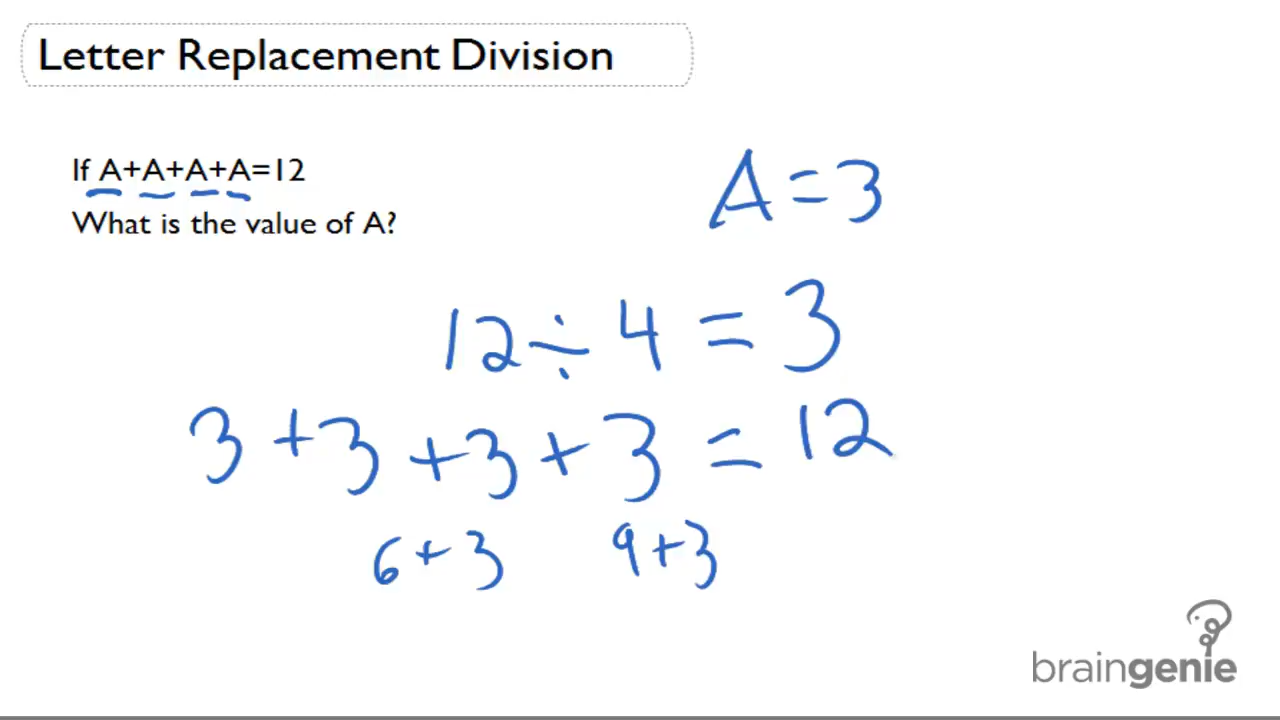 Letter Replacement Division
If A+A+A+A=12
What is the value of A?
A=3
12÷4=3
3+3+3+3=12
6+3 9+3
braingenie